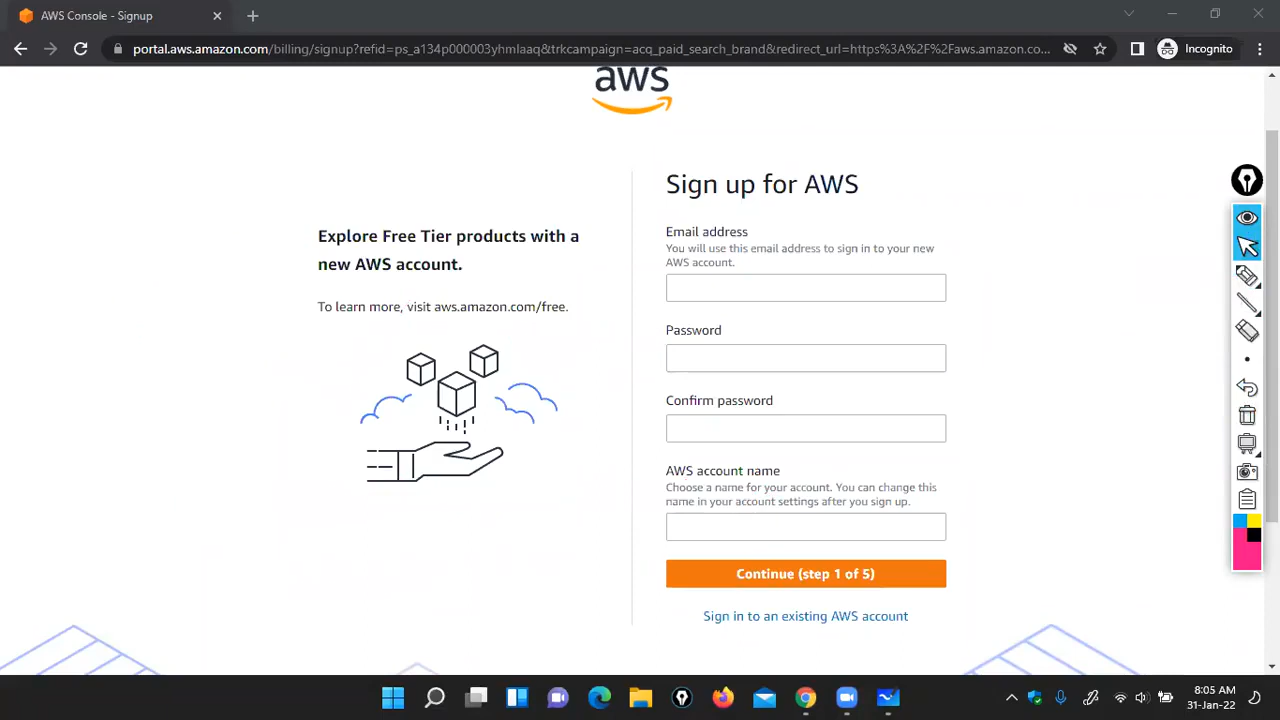 AWS Console - Signup
portal.aws.amazon.com/billing/signup?refid=ps_a134p000003yhmlaaq&trkcampaign=acq_paid_search_brand&redirect_url=https%3A%2F%2Faws.amazon.co...
Incognito
aws
Explore Free Tier products with a
new AWS account.
To learn more, visit aws.amazon.com/free.
Sign up for AWS
Email address
You will use this email address to sign in to your new
AWS account.
Password
Confirm password
AWS account name
Choose a name for your account. You can change this
name in your account settings after you sign up.
Continue (step 1 of 5)
Sign in to an existing AWS account
8:05 AM
31-Jan-22